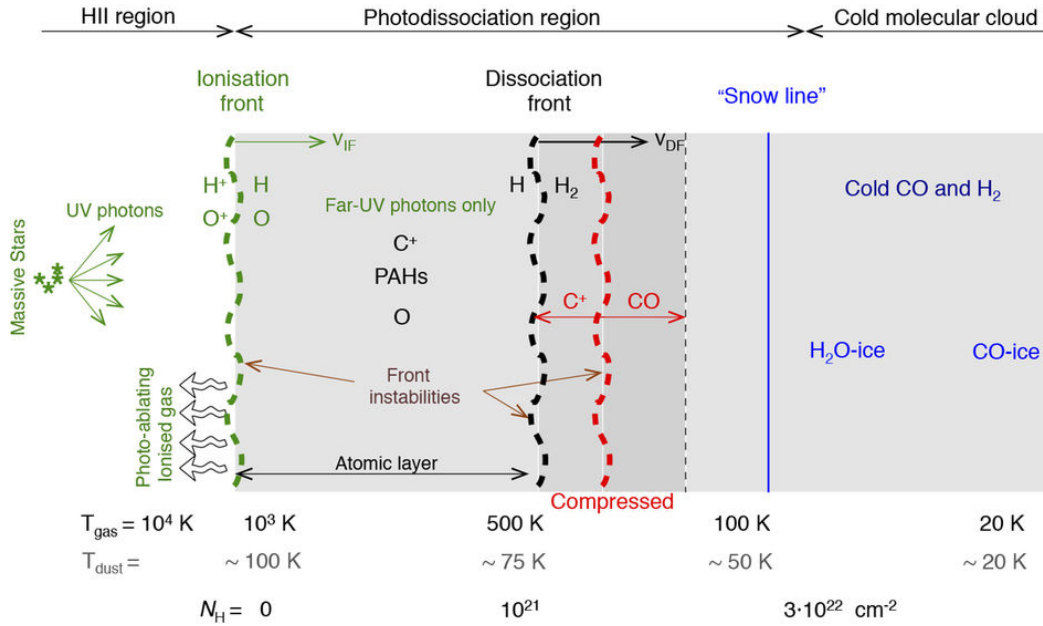 HII region
Photodissociation region
Cold molecular cloud
Ionisation
front
Dissociation
front
“Snow line”
V_IF
V_DF
H⁺ H
O⁺ O
H H₂
UV photons
Massive Stars
Far-UV photons only
C⁺
PAHs
O
Cold CO and H₂
C⁺ CO
H₂O-ice
CO-ice
Front
instabilities
Photo-ablating
Ionised gas
Atomic layer
Compressed
T_gas = 10⁴ K 10³ K 500 K 100 K 20 K
T_dust = ~ 100 K ~ 75 K ~ 50 K ~ 20 K
N_H = 0 10²¹ 3·10²² cm⁻²